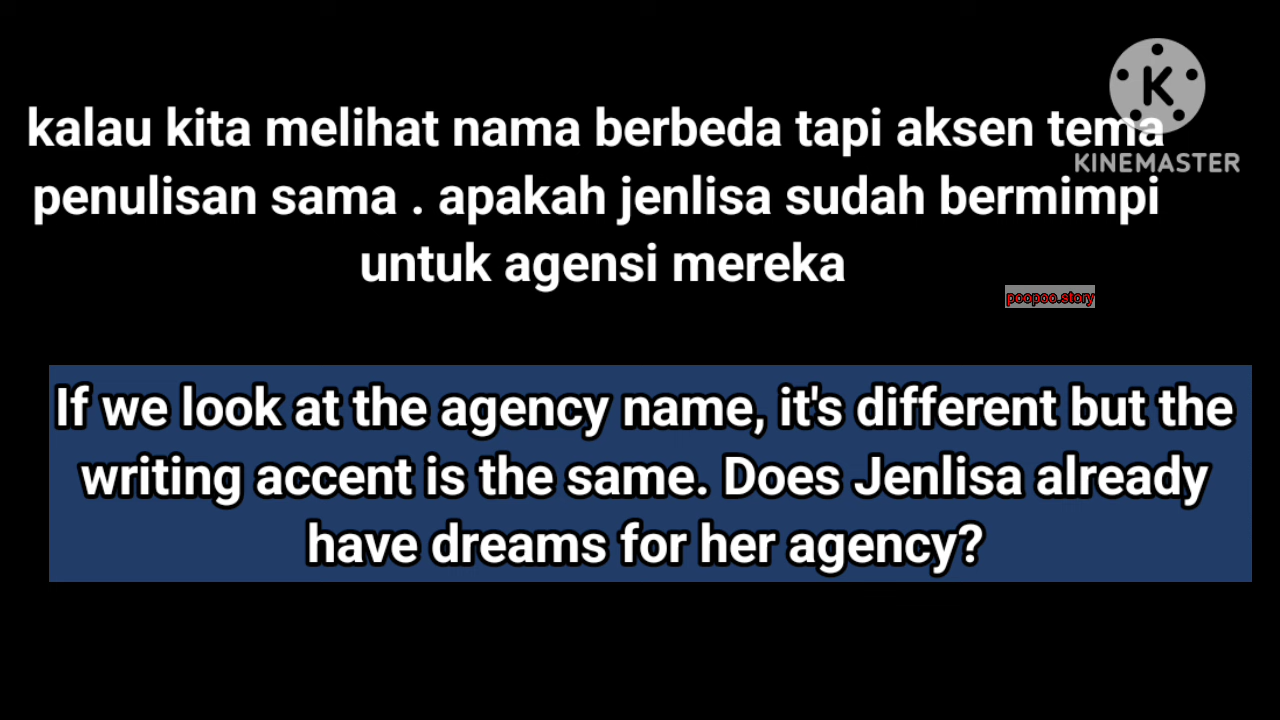 kalau kita melihat nama berbeda tapi aksen tema
KINEMASTER
penulisan sama . apakah jenlisa sudah bermimpi
untuk agensi mereka
poopoo.story
If we look at the agency name, it's different but the
writing accent is the same. Does Jenlisa already
have dreams for her agency?